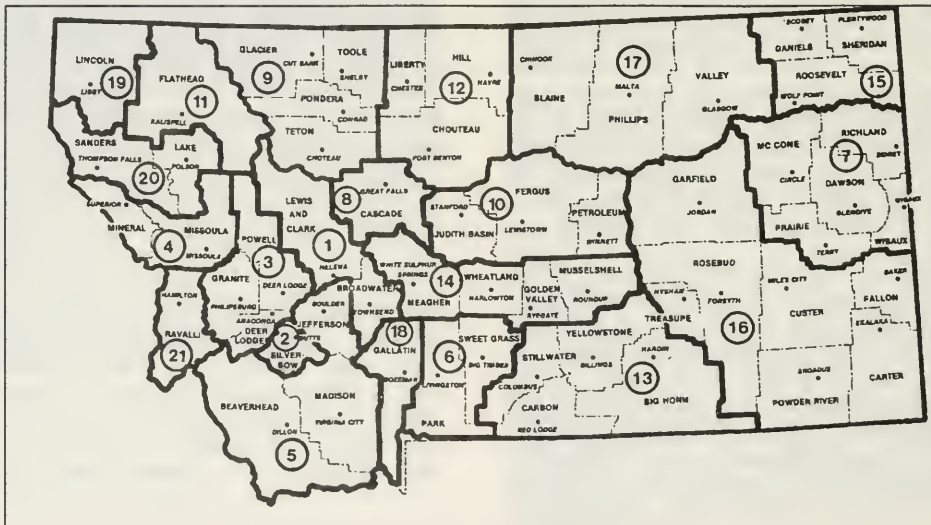 LINCOLN
19
LIBBY
FLATHEAD
11
KALISPELL
GLACIER
CUT BANK
9
TOOLE
SHELBY
PONDERA
CONRAD
TETON
CHOTEAU
LIBERTY
CHESTER
HILL
12
HAVRE
CHOUTEAU
FORT BENTON
CHINOOK
BLAINE
17
MALTA
PHILLIPS
VALLEY
GLASGOW
SCOBEY
DANIELS
PLENTYWOOD
SHERIDAN
ROOSEVELT
WOLF POINT
15
SANDERS
THOMPSON FALLS
LAKE
POLSON
20
SUPERIOR
MINERAL
4
MISSOULA
MISSOULA
POWELL
3
DEER LODGE
GRANITE
PHILIPSBURG
ANACONDA
DEER
LODGE
HAMILTON
RAVALLI
21
LEWIS
AND
CLARK
1
HELENA
8
GREAT FALLS
CASCADE
BOULDER
JEFFERSON
2
BUTTE
SILVER
BOW
BROADWATER
TOWNSEND
WHITE SULPHUR
SPRINGS
14
MEAGHER
WHEATLAND
HARLOWTON
GOLDEN
VALLEY
RYEGATE
MUSSELSHELL
ROUNDUP
STANFORD
10
FERGUS
JUDITH BASIN
LEWISTOWN
PETROLEUM
WINNETT
GARFIELD
JORDAN
MC CONE
CIRCLE
RICHLAND
7
SIDNEY
DAWSON
GLENDIVE
PRAIRIE
TERRY
WIBAUX
WIBAUX
ROSEBUD
FORSYTH
HYSHAM
TREASURE
16
MILES CITY
CUSTER
BAKER
FALLON
EKALAKA
CARTER
BROADUS
POWDER RIVER
18
GALLATIN
BOZEMAN
6
SWEET GRASS
BIG TIMBER
LIVINGSTON
PARK
STILLWATER
COLUMBUS
YELLOWSTONE
BILLINGS
HARDIN
13
BIG HORN
CARBON
RED LODGE
BEAVERHEAD
DILLON
5
MADISON
VIRGINIA CITY